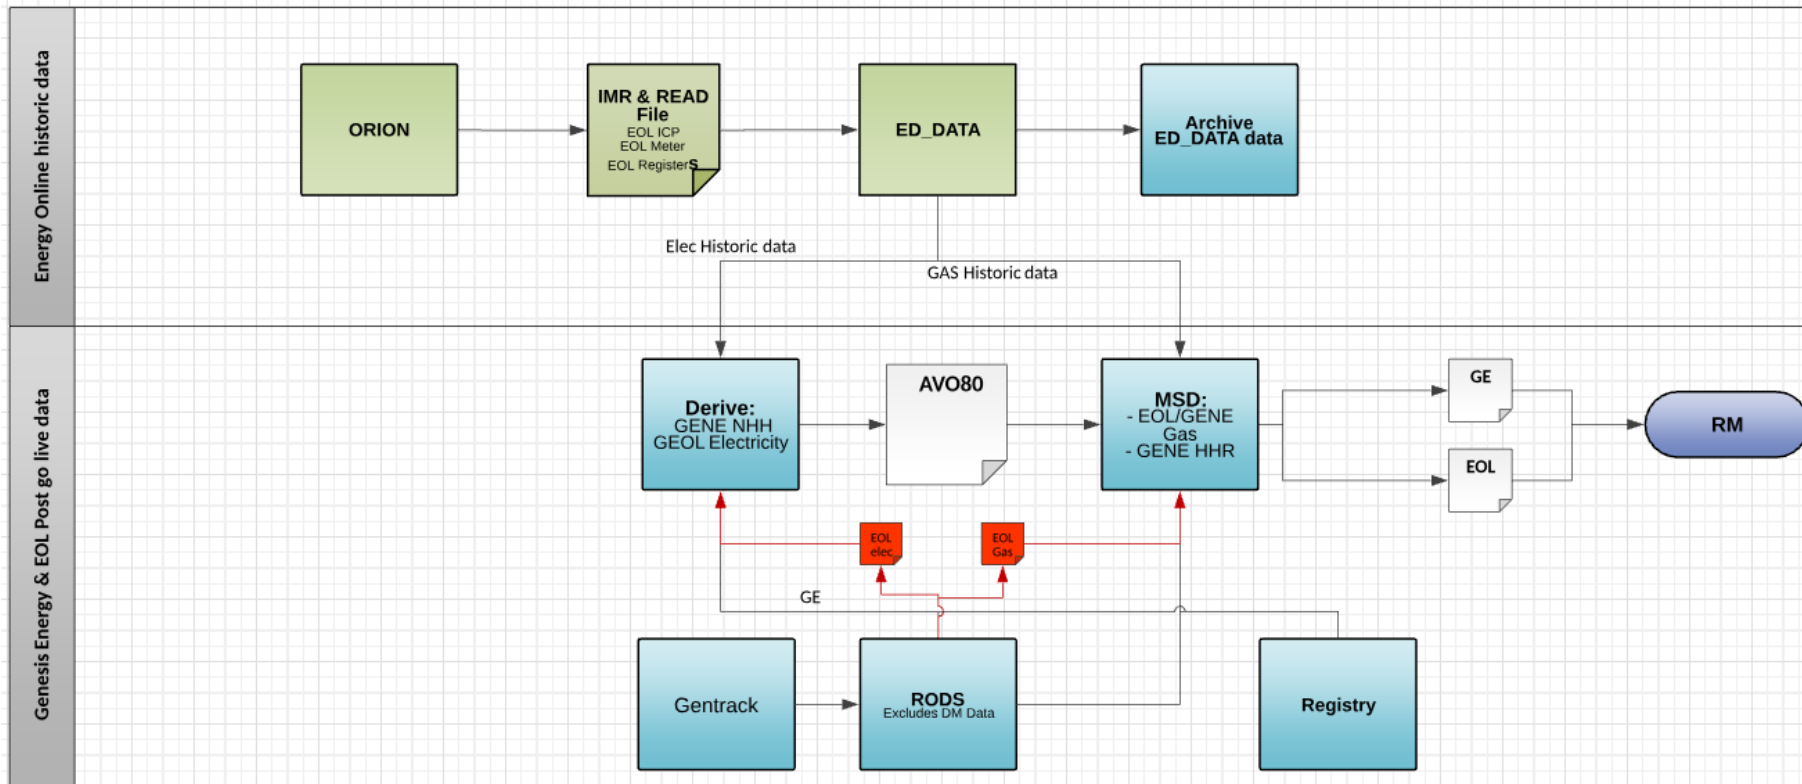 Energy Online historic data
ORION
IMR & READ
File
EOL ICP
EOL Meter
EOL Registers
ED_DATA
Archive
ED_DATA data
Elec Historic data
GAS Historic data
Genesis Energy & EOL Post go live data
Derive:
GENE NHH
GEOL Electricity
AVO80
MSD:
- EOL/GENE
Gas
- GENE HHR
GE
EOL
RM
EOL
elec
EOL
Gas
GE
Gentrack
RODS
Excludes DM Data
Registry